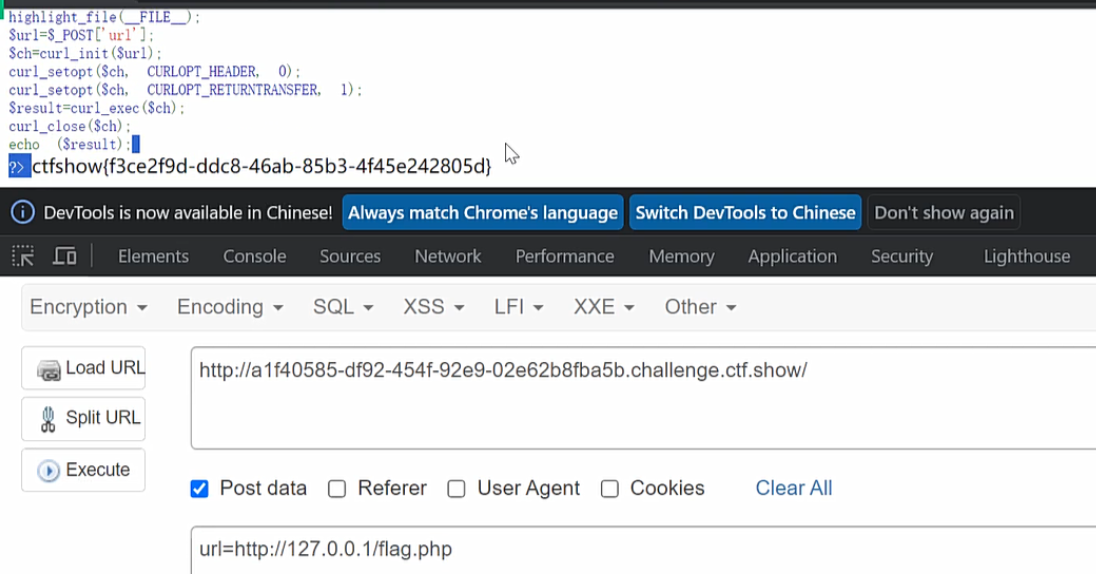 highlight_file(__FILE__);
$url=$_POST['url'];
$ch=curl_init($url);
curl_setopt($ch, CURLOPT_HEADER, 0);
curl_setopt($ch, CURLOPT_RETURNTRANSFER, 1);
$result=curl_exec($ch);
curl_close($ch);
echo ($result);
?> ctfshow{f3ce2f9d-ddc8-46ab-85b3-4f45e242805d}
DevTools is now available in Chinese! Always match Chrome's language Switch DevTools to Chinese Don't show again
Elements Console Sources Network Performance Memory Application Security Lighthouse
Encryption Encoding SQL XSS LFI XXE Other
Load URL http://a1f40585-df92-454f-92e9-02e62b8fba5b.challenge.ctf.show/
Split URL
Execute
Post data Referer User Agent Cookies Clear All
url=http://127.0.0.1/flag.php